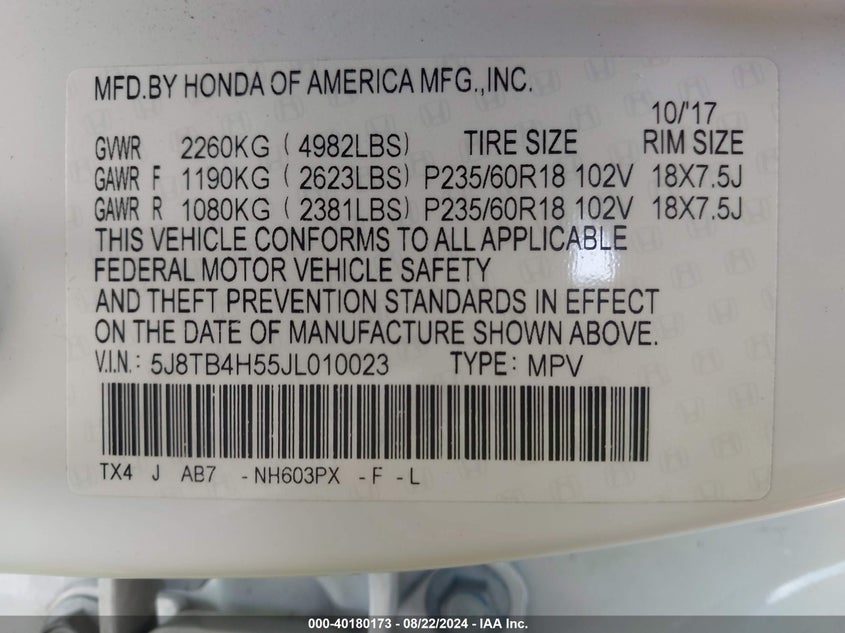 MFD.BY HONDA OF AMERICA MFG.,INC.
10/'17
GVWR 2260KG ( 4982LBS) TIRE SIZE RIM SIZE
GAWR F 1190KG ( 2623LBS) P235/60R18 102V 18X7.5J
GAWR R 1080KG ( 2381LBS) P235/60R18 102V 18X7.5J
THIS VEHICLE CONFORMS TO ALL APPLICABLE
FEDERAL MOTOR VEHICLE SAFETY
AND THEFT PREVENTION STANDARDS IN EFFECT
ON THE DATE OF MANUFACTURE SHOWN ABOVE.
V.I.N.: 5J8TB4H55JL010023 TYPE: MPV
TX4 J AB7 -NH603PX -F -L
000-40180173 - 08/22/2024 - IAA Inc.